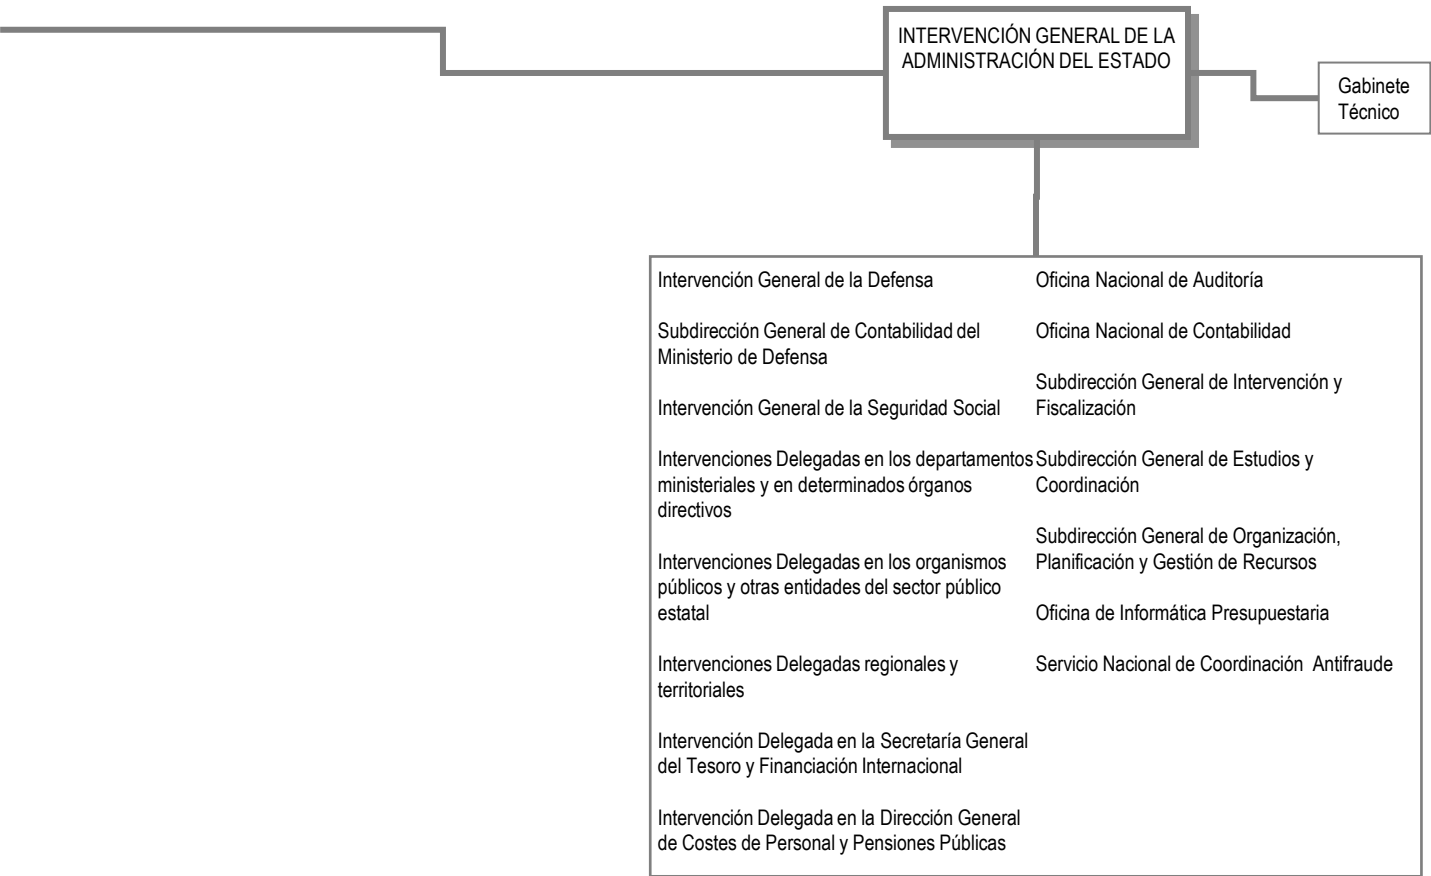 INTERVENCIÓN GENERAL DE LA
ADMINISTRACIÓN DEL ESTADO
Gabinete
Técnico
Intervención General de la Defensa
Subdirección General de Contabilidad del
Ministerio de Defensa
Intervención General de la Seguridad Social
Intervenciones Delegadas en los departamentos
ministeriales y en determinados órganos
directivos
Intervenciones Delegadas en los organismos
públicos y otras entidades del sector público
estatal
Intervenciones Delegadas regionales y
territoriales
Intervención Delegada en la Secretaría General
del Tesoro y Financiación Internacional
Intervención Delegada en la Dirección General
de Costes de Personal y Pensiones Públicas
Oficina Nacional de Auditoría
Oficina Nacional de Contabilidad
Subdirección General de Intervención y
Fiscalización
Subdirección General de Estudios y
Coordinación
Subdirección General de Organización,
Planificación y Gestión de Recursos
Oficina de Informática Presupuestaria
Servicio Nacional de Coordinación  Antifraude